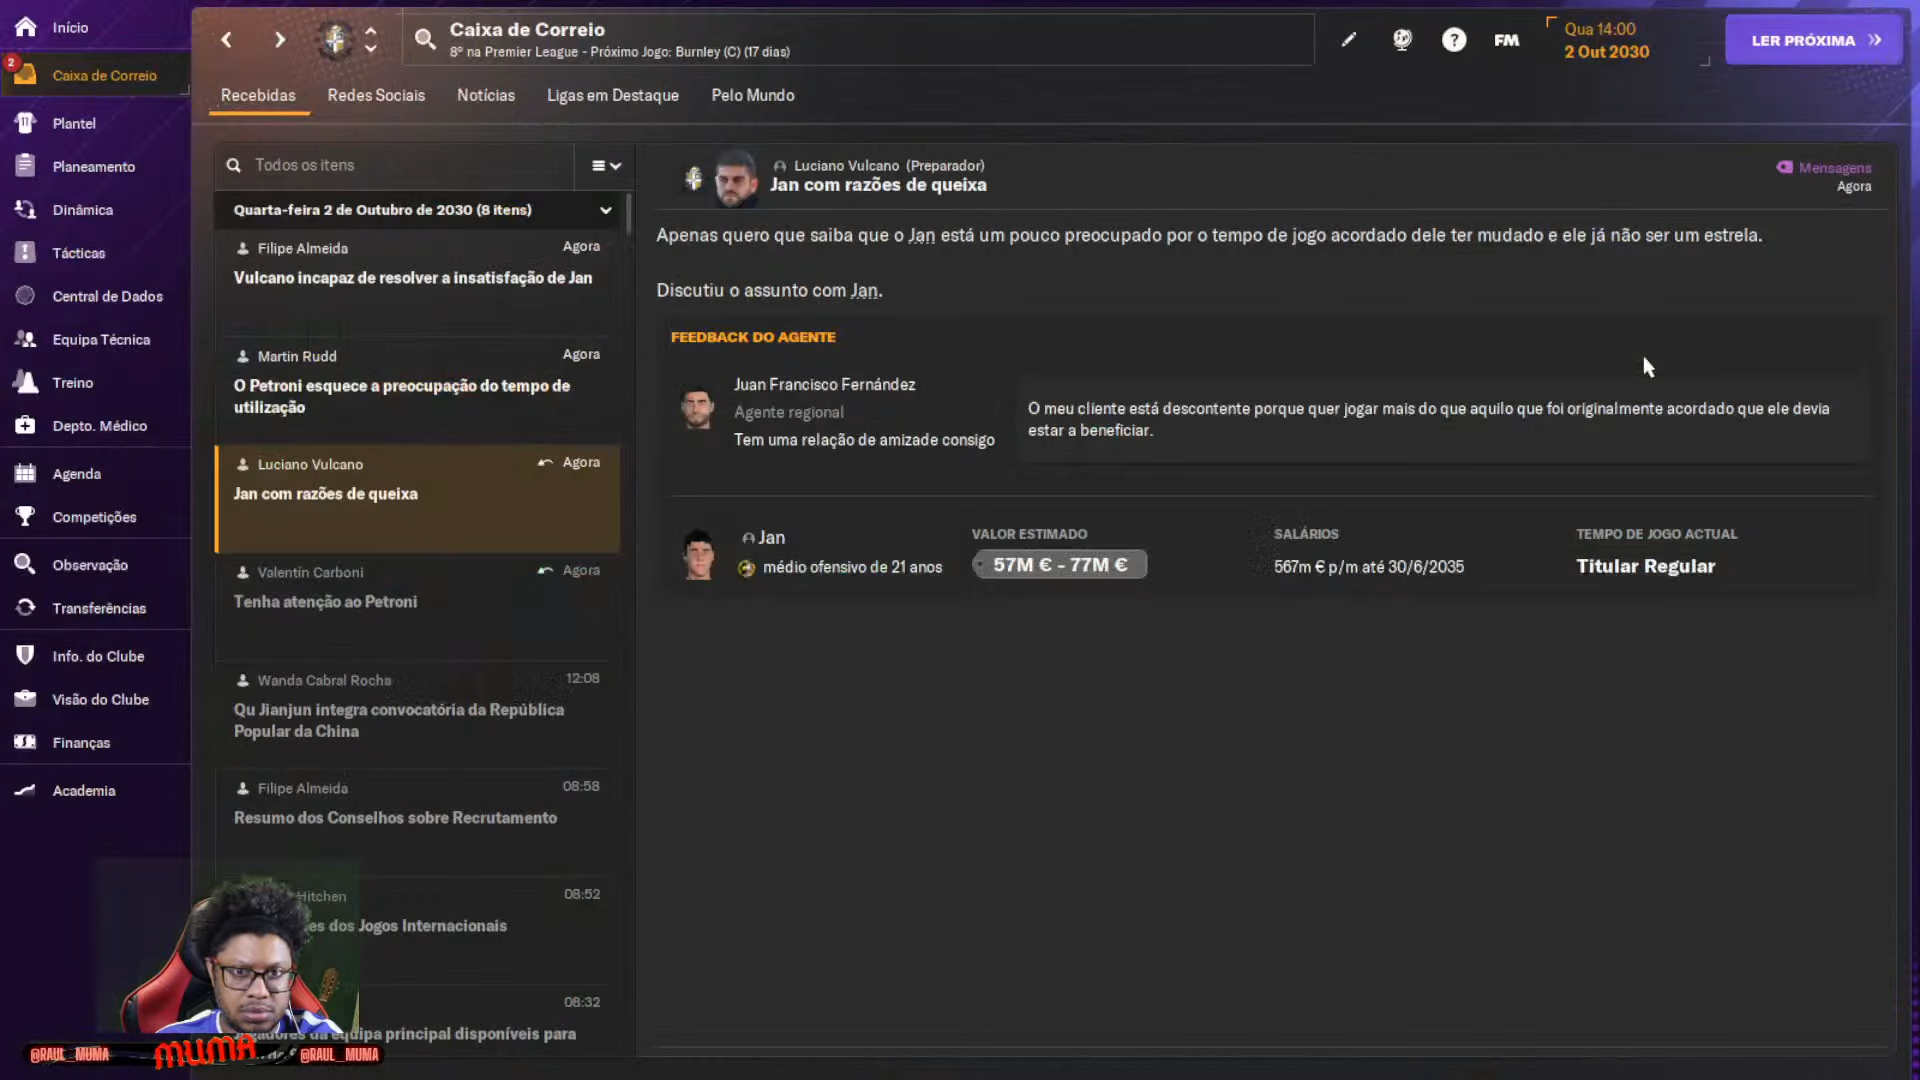 Início
2
Caixa de Correio
Plantel
Planeamento
Dinâmica
Tácticas
Central de Dados
Equipa Técnica
Treino
Depto. Médico
Agenda
Competições
Observação
Transferências
Info. do Clube
Visão do Clube
Finanças
Academia
Caixa de Correio
8º na Premier League - Próximo Jogo: Burnley (C) (17 dias)
?
FM
Qua 14:00
2 Out 2030
LER PRÓXIMA
Recebidas
Redes Sociais
Notícias
Ligas em Destaque
Pelo Mundo
Todos os itens
Quarta-feira 2 de Outubro de 2030 (8 itens)
Filipe Almeida
Agora
Vulcano incapaz de resolver a insatisfação de Jan
Martin Rudd
Agora
O Petroni esquece a preocupação do tempo de
utilização
Luciano Vulcano
Agora
Jan com razões de queixa
Valentín Carboni
Agora
Tenha atenção ao Petroni
Wanda Cabral Rocha
12:08
Qu Jianjun integra convocatória da República
Popular da China
Filipe Almeida
08:58
Resumo dos Conselhos sobre Recrutamento
Hitchen
08:52
es dos Jogos Internacionais
08:32
Jogadores da equipa principal disponíveis para
Luciano Vulcano (Preparador)
Jan com razões de queixa
Mensagens
Agora
Apenas quero que saiba que o Jan está um pouco preocupado por o tempo de jogo acordado dele ter mudado e ele já não ser um estrela.
Discutiu o assunto com Jan.
FEEDBACK DO AGENTE
Juan Francisco Fernández
Agente regional
Tem uma relação de amizade consigo
O meu cliente está descontente porque quer jogar mais do que aquilo que foi originalmente acordado que ele devia
estar a beneficiar.
Jan
médio ofensivo de 21 anos
VALOR ESTIMADO
57M € - 77M €
SALÁRIOS
567m € p/m até 30/6/2035
TEMPO DE JOGO ACTUAL
Titular Regular
@RAUL_MUMA
MUMA
@RAUL_MUMA